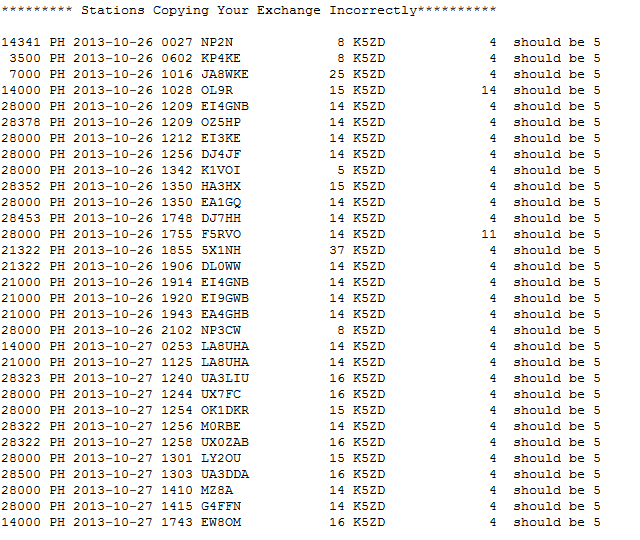 ********* Stations Copying Your Exchange Incorrectly**********
14341 PH 2013-10-26 0027 NP2N 8 K5ZD 4 should be 5
3500 PH 2013-10-26 0602 KP4KE 8 K5ZD 4 should be 5
7000 PH 2013-10-26 1016 JA8WKE 25 K5ZD 4 should be 5
14000 PH 2013-10-26 1028 OL9R 15 K5ZD 14 should be 5
28000 PH 2013-10-26 1209 EI4GNB 14 K5ZD 4 should be 5
28378 PH 2013-10-26 1209 OZ5HP 14 K5ZD 4 should be 5
28000 PH 2013-10-26 1212 EI3KE 14 K5ZD 4 should be 5
28000 PH 2013-10-26 1256 DJ4JF 14 K5ZD 4 should be 5
28000 PH 2013-10-26 1342 K1VOI 5 K5ZD 4 should be 5
28352 PH 2013-10-26 1350 HA3HX 15 K5ZD 4 should be 5
28000 PH 2013-10-26 1350 EA1GQ 14 K5ZD 4 should be 5
28453 PH 2013-10-26 1748 DJ7HH 14 K5ZD 4 should be 5
28000 PH 2013-10-26 1755 F5RVO 14 K5ZD 11 should be 5
21322 PH 2013-10-26 1855 5X1NH 37 K5ZD 4 should be 5
21322 PH 2013-10-26 1906 DL0WW 14 K5ZD 4 should be 5
21000 PH 2013-10-26 1914 EI4GNB 14 K5ZD 4 should be 5
21000 PH 2013-10-26 1920 EI9GWB 14 K5ZD 4 should be 5
21000 PH 2013-10-26 1943 EA4GHB 14 K5ZD 4 should be 5
28000 PH 2013-10-26 2102 NP3CW 8 K5ZD 4 should be 5
14000 PH 2013-10-27 0253 LA8UHA 14 K5ZD 4 should be 5
21000 PH 2013-10-27 1125 LA8UHA 14 K5ZD 4 should be 5
28323 PH 2013-10-27 1240 UA3LIU 16 K5ZD 4 should be 5
28000 PH 2013-10-27 1244 UX7FC 16 K5ZD 4 should be 5
28000 PH 2013-10-27 1254 OK1DKR 15 K5ZD 4 should be 5
28322 PH 2013-10-27 1256 M0RBE 14 K5ZD 4 should be 5
28322 PH 2013-10-27 1258 UX0ZAB 16 K5ZD 4 should be 5
28000 PH 2013-10-27 1301 LY2OU 15 K5ZD 4 should be 5
28500 PH 2013-10-27 1303 UA3DDA 16 K5ZD 4 should be 5
28000 PH 2013-10-27 1410 MZ8A 14 K5ZD 4 should be 5
28000 PH 2013-10-27 1415 G4FFN 14 K5ZD 4 should be 5
14000 PH 2013-10-27 1743 EW8OM 16 K5ZD 4 should be 5